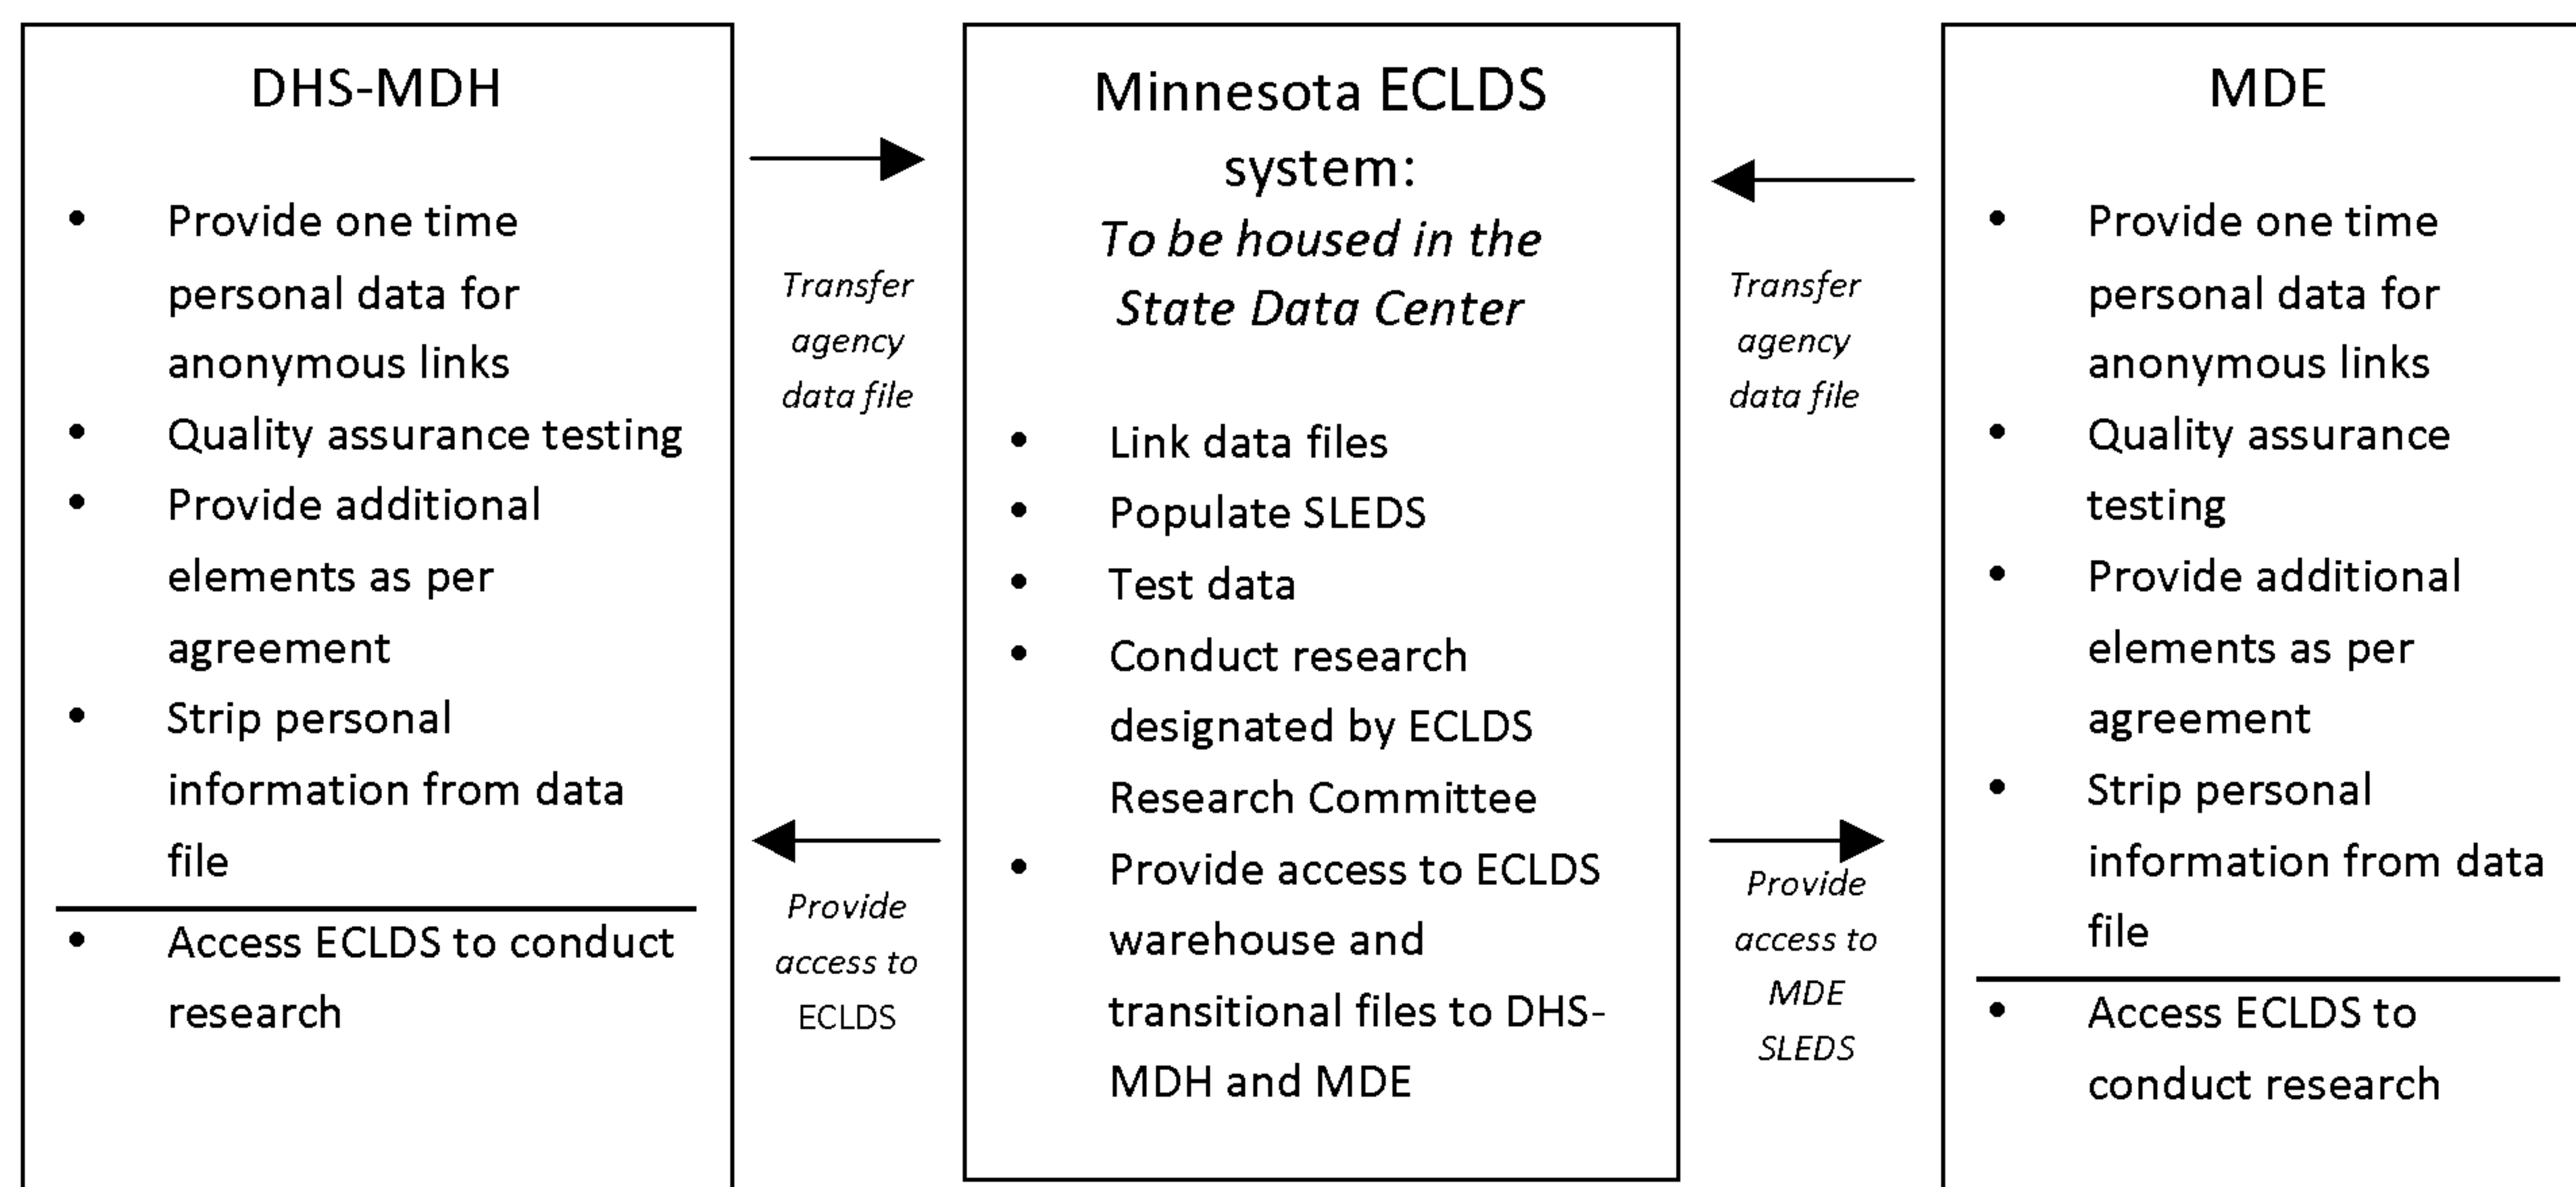 DHS-MDH
• Provide one time
personal data for
anonymous links
• Quality assurance testing
• Provide additional
elements as per
agreement
• Strip personal
information from data
file
• Access ECLDS to conduct
research
Transfer
agency
data file
Provide
access to
ECLDS
Minnesota ECLDS
system:
To be housed in the
State Data Center
• Link data files
• Populate SLEDS
• Test data
• Conduct research
designated by ECLDS
Research Committee
• Provide access to ECLDS
warehouse and
transitional files to DHS-
MDH and MDE
Transfer
agency
data file
Provide
access to
MDE
SLEDS
MDE
• Provide one time
personal data for
anonymous links
• Quality assurance
testing
• Provide additional
elements as per
agreement
• Strip personal
information from data
file
• Access ECLDS to
conduct research